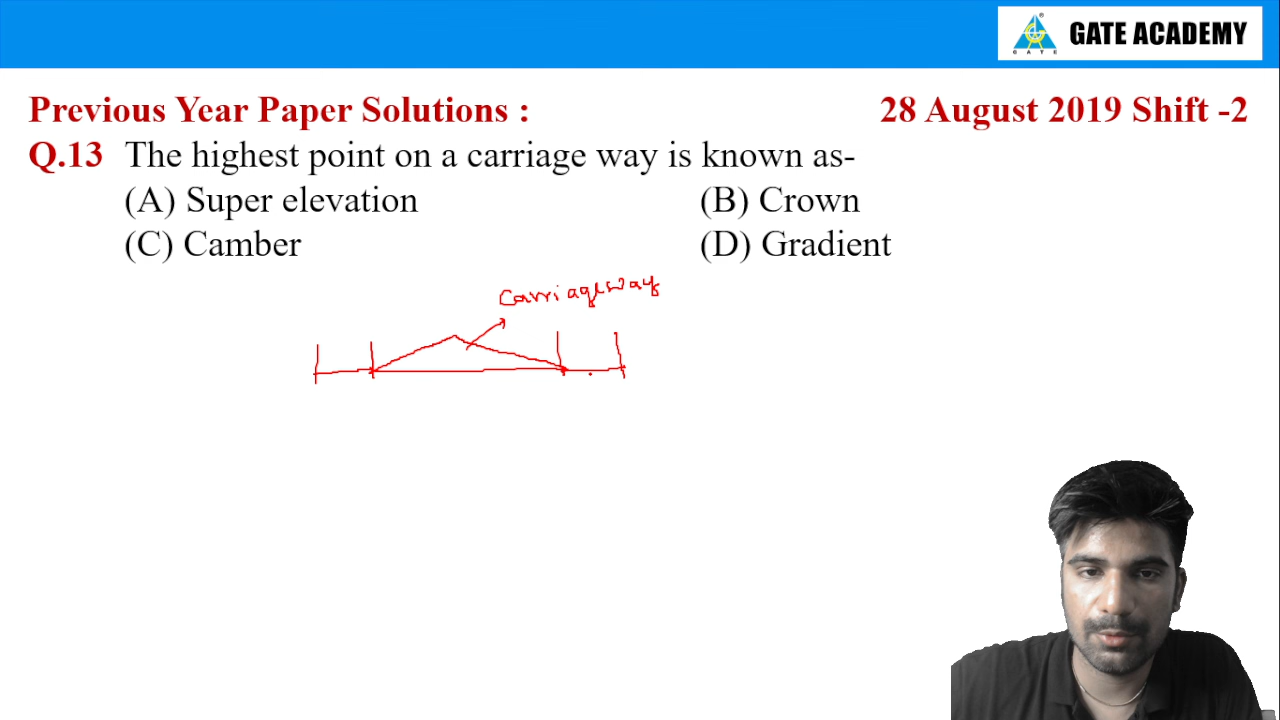 GATE ACADEMY
GATE
Previous Year Paper Solutions : 28 August 2019 Shift -2
Q.13 The highest point on a carriage way is known as-
(A) Super elevation (B) Crown
(C) Camber (D) Gradient
Carriageway